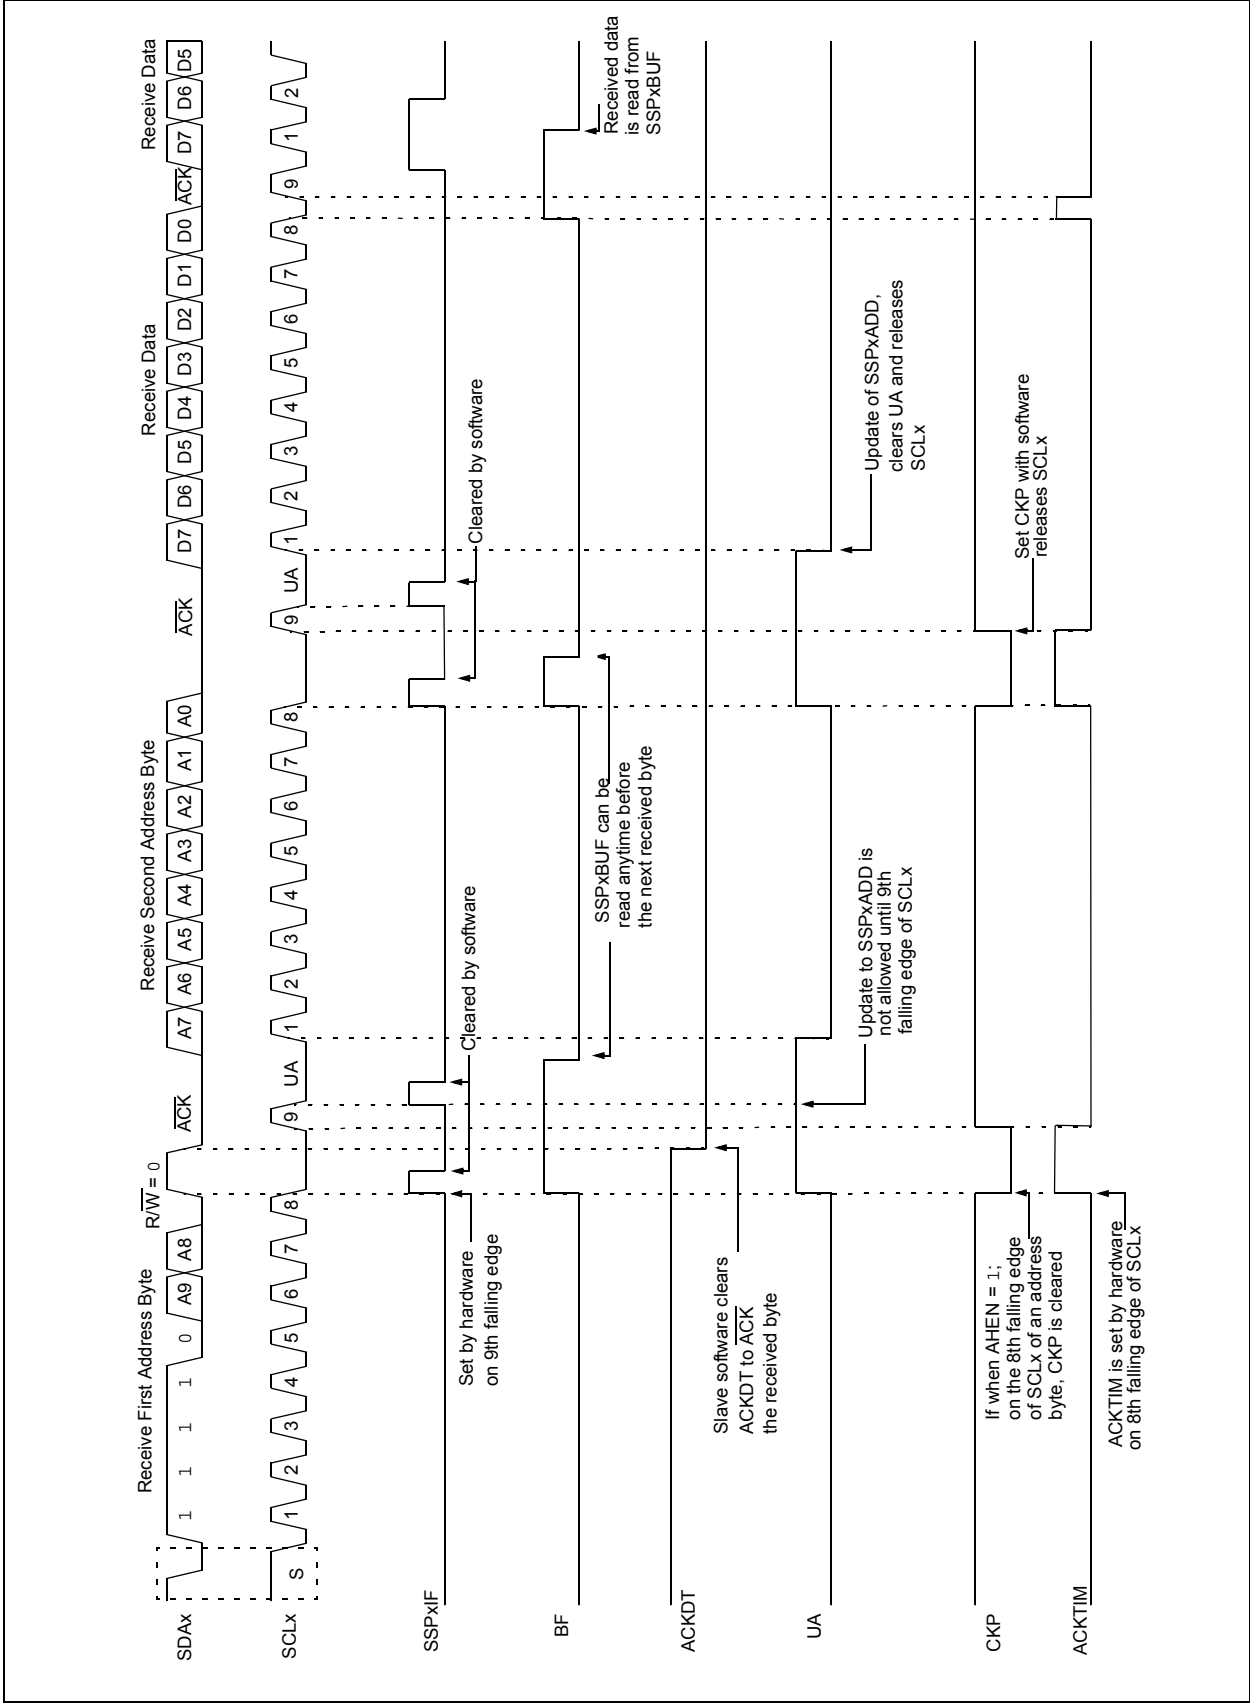 Receive First Address Byte
R/W = 0
Receive Second Address Byte
Receive Data
Receive Data
SDAx
1 1 1 1 0 A9 A8
ACK
A7 A6 A5 A4 A3 A2 A1 A0
ACK
D7 D6 D5 D4 D3 D2 D1 D0
ACK
D7 D6 D5
SCLx
S 1 2 3 4 5 6 7 8 9 UA 1 2 3 4 5 6 7 8 9 UA 1 2 3 4 5 6 7 8 9 1 2
SSPxIF
Set by hardware
on 9th falling edge
Cleared by software
Cleared by software
BF
SSPxBUF can be
read anytime before
the next received byte
Received data
is read from
SSPxBUF
ACKDT
Slave software clears
ACKDT to ACK
the received byte
UA
Update to SSPxADD is
not allowed until 9th
falling edge of SCLx
Update of SSPxADD,
clears UA and releases
SCLx
CKP
If when AHEN = 1;
on the 8th falling edge
of SCLx of an address
byte, CKP is cleared
Set CKP with software
releases SCLx
ACKTIM
ACKTIM is set by hardware
on 8th falling edge of SCLx